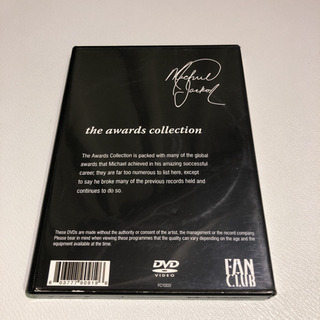 Michael
Jackson
the awards collection
The Awards Collection is packed with many of the global
awards that Michael achieved in his amazing successful
career; they are far too numerous to list here, except
to say he broke many of the previous records held and
continues to do so.
These DVDs are made without the authority or consent of the artist, the management or the record company.
Please bear in mind when viewing these programmes that the quality can vary depending on the age and the
equipment available at the time.
DVD
VIDEO
FAN
CLUB